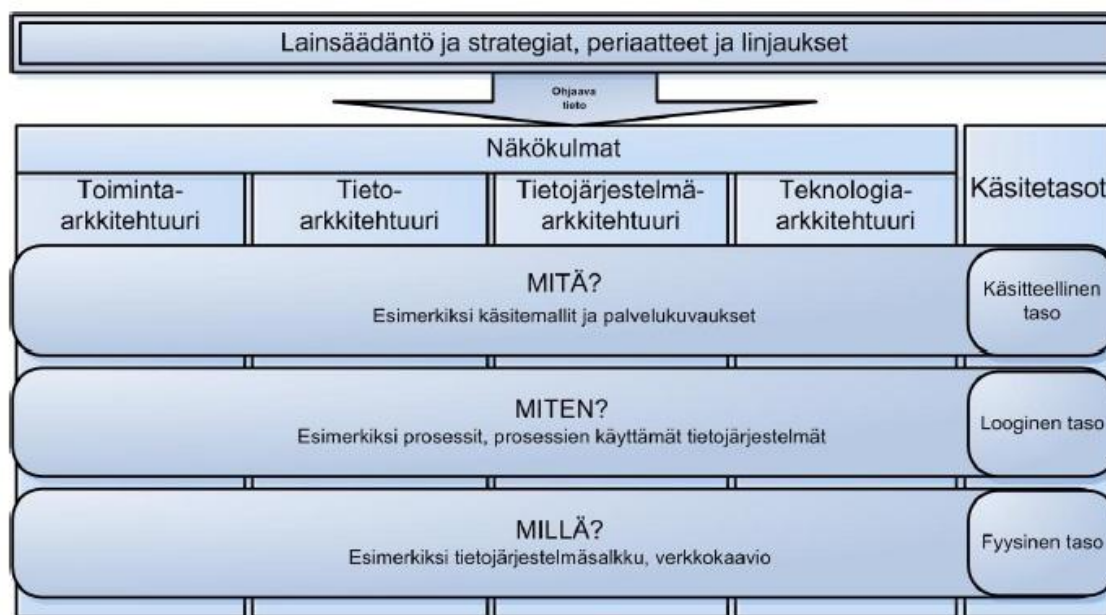 Lainsäädäntö ja strategiat, periaatteet ja linjaukset
Ohjaava
tieto
Näkökulmat
Käsitetasot
Toiminta-
arkkitehtuuri
Tieto-
arkkitehtuuri
Tietojärjestelmä-
arkkitehtuuri
Teknologia-
arkkitehtuuri
MITÄ?
Esimerkiksi käsitemallit ja palvelukuvaukset
Käsitteellinen
taso
MITEN?
Esimerkiksi prosessit, prosessien käyttämät tietojärjestelmät
Looginen taso
MILLÄ?
Esimerkiksi tietojärjestelmäsalkku, verkkokaavio
Fyysinen taso